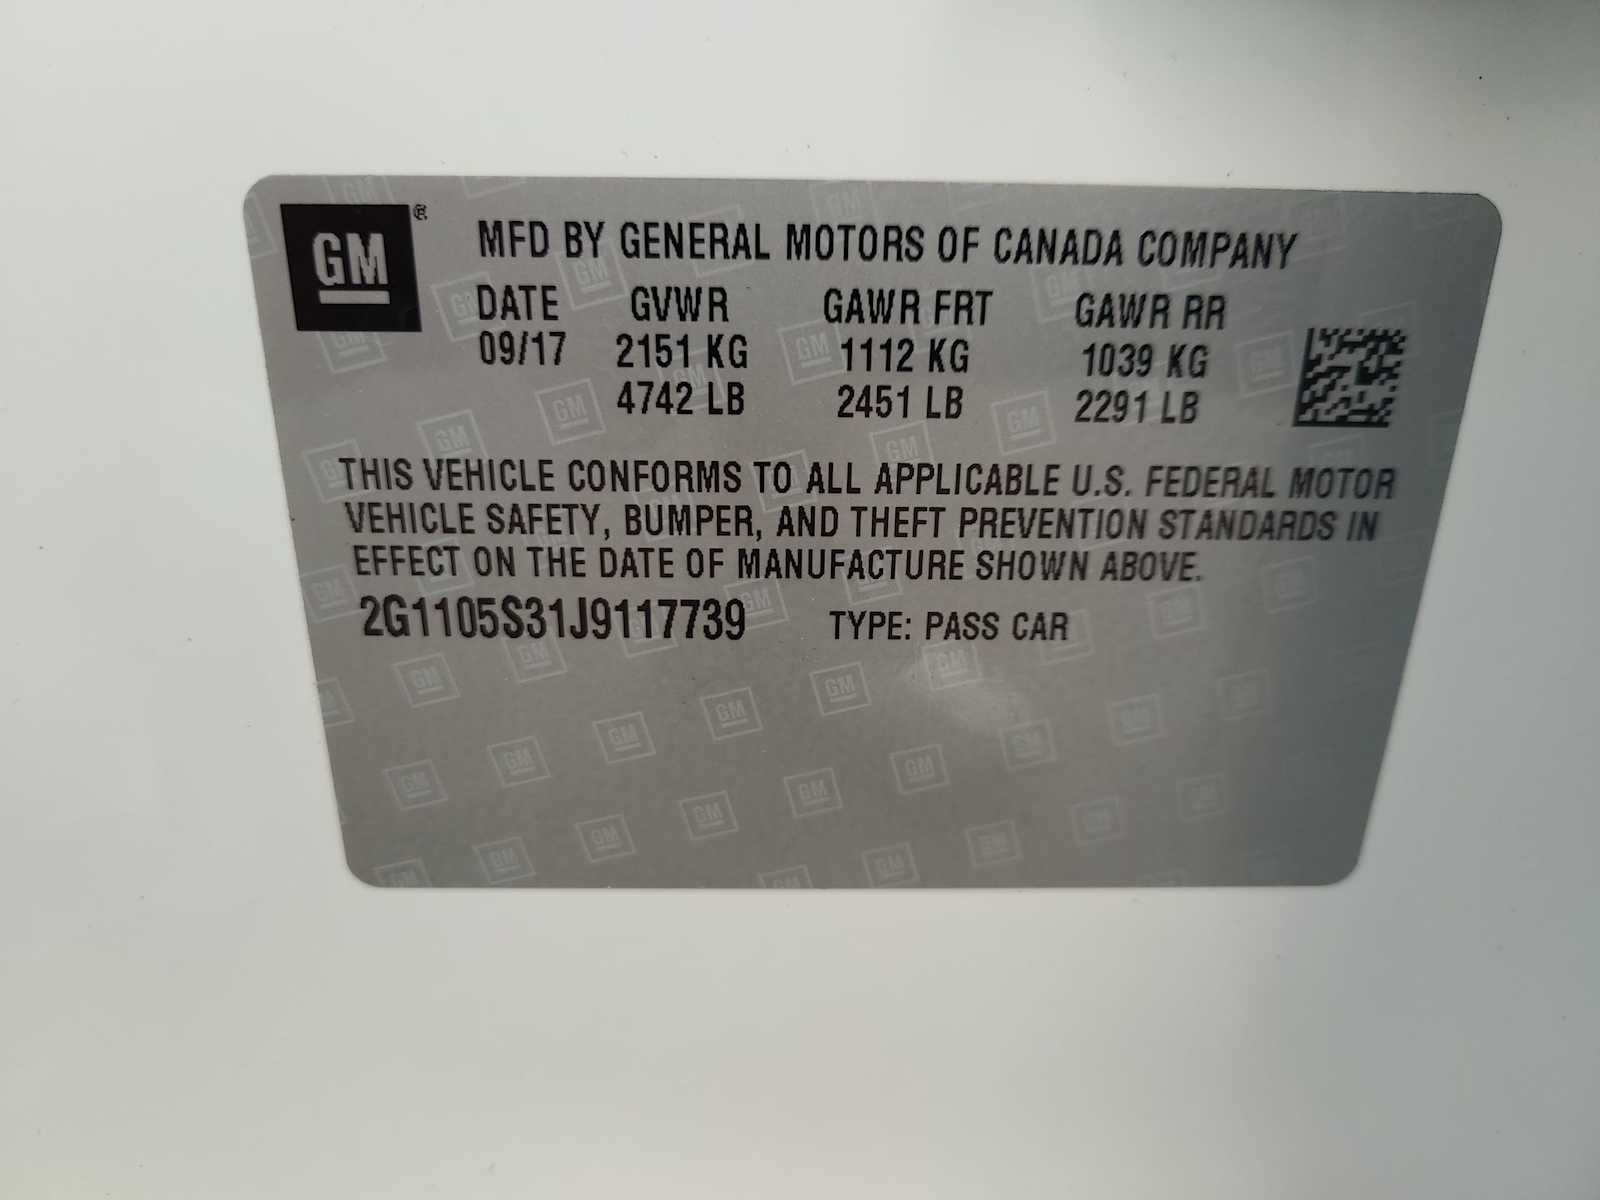 GM®
MFD BY GENERAL MOTORS OF CANADA COMPANY
DATE GVWR GAWR FRT GAWR RR
09/17 2151 KG 1112 KG 1039 KG
4742 LB 2451 LB 2291 LB
THIS VEHICLE CONFORMS TO ALL APPLICABLE U.S. FEDERAL MOTOR
VEHICLE SAFETY, BUMPER, AND THEFT PREVENTION STANDARDS IN
EFFECT ON THE DATE OF MANUFACTURE SHOWN ABOVE.
2G1105S31J9117739 TYPE: PASS CAR